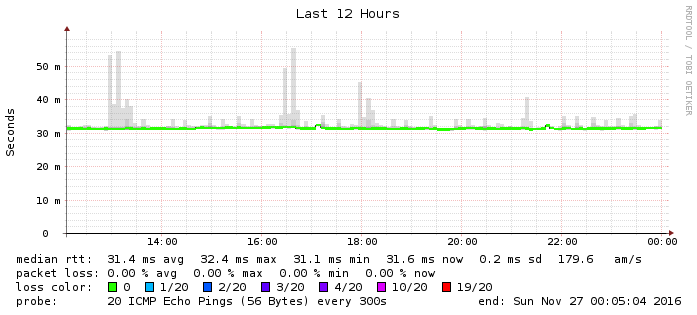 Last 12 Hours
RRDTOOL / TOBI OETIKER
Seconds
50 m
40 m
30 m
20 m
10 m
0
14:00 16:00 18:00 20:00 22:00 00:00
median rtt: 31.4 ms avg 32.4 ms max 31.1 ms min 31.6 ms now 0.2 ms sd 179.6 am/s
packet loss: 0.00 % avg 0.00 % max 0.00 % min 0.00 % now
loss color: 0 1/20 2/20 3/20 4/20 10/20 19/20
probe: 20 ICMP Echo Pings (56 Bytes) every 300s end: Sun Nov 27 00:05:04 2016